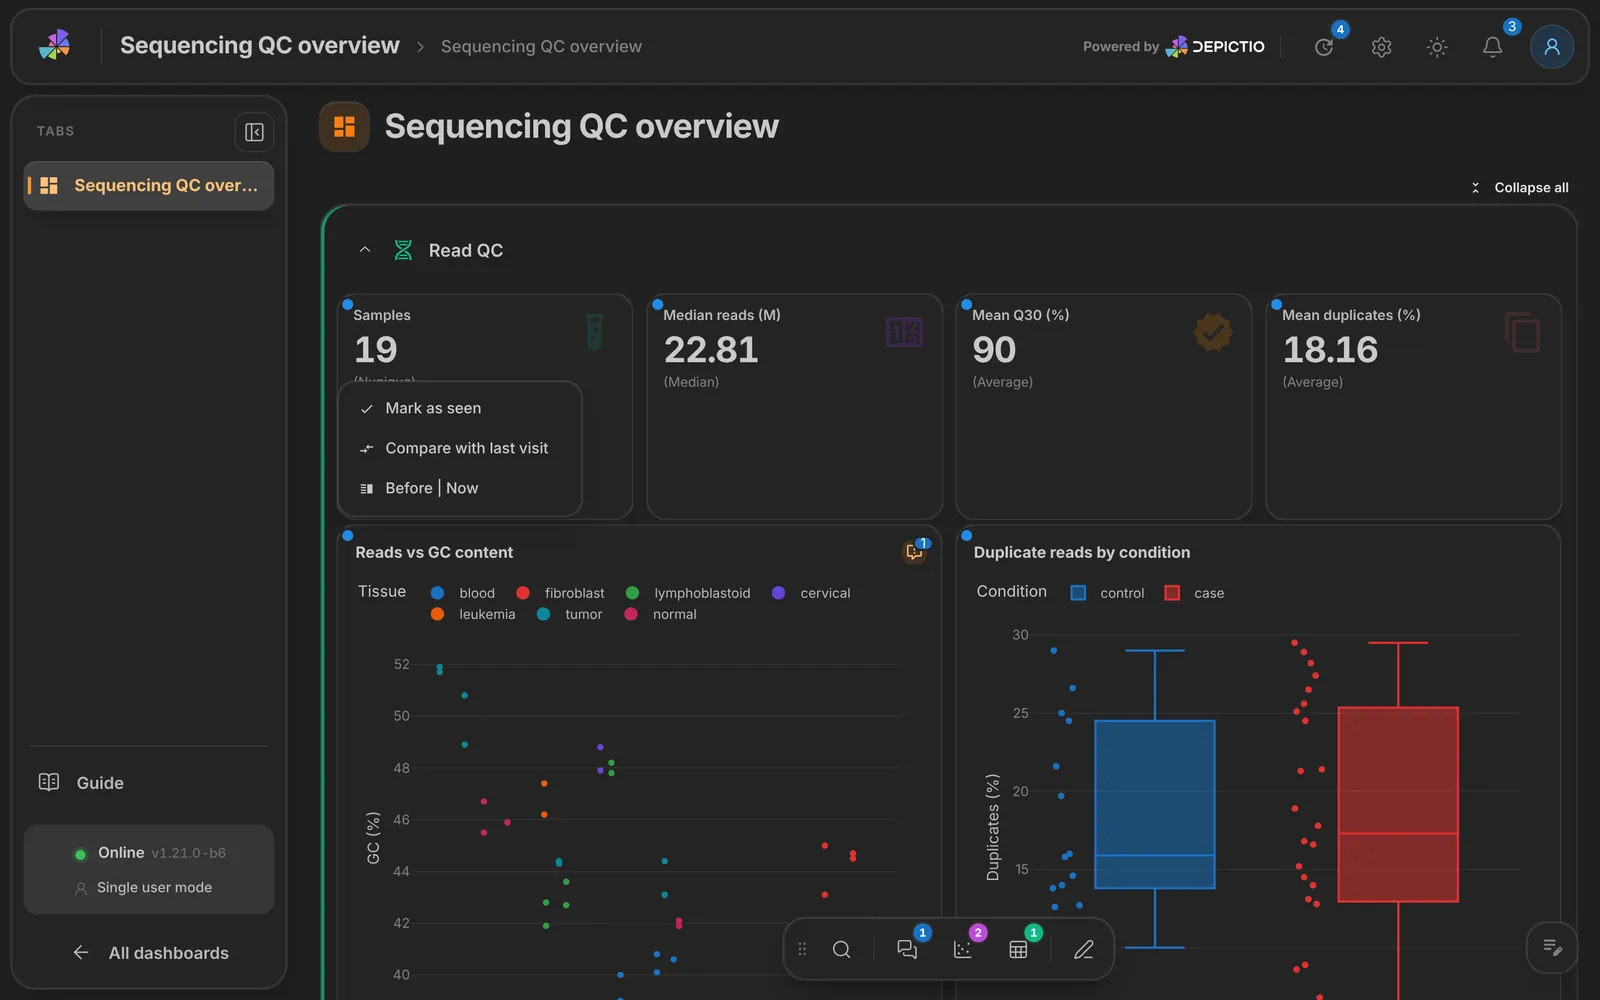 Sequencing QC overview > Sequencing QC overview
Powered by DEPICTIO
4
3
TABS
Sequencing QC over...
Sequencing QC overview
Collapse all
Read QC
Samples
19
(Nunique)
Median reads (M)
22.81
(Median)
Mean Q30 (%)
90
(Average)
Mean duplicates (%)
18.16
(Average)
Mark as seen
Compare with last visit
Before | Now
Reads vs GC content
1
Tissue
blood
fibroblast
lymphoblastoid
cervical
leukemia
tumor
normal
GC (%)
52
50
48
46
44
42
40
Duplicate reads by condition
Condition
control
case
Duplicates (%)
30
25
20
15
1
2
1
Guide
Online v1.21.0-b6
Single user mode
All dashboards